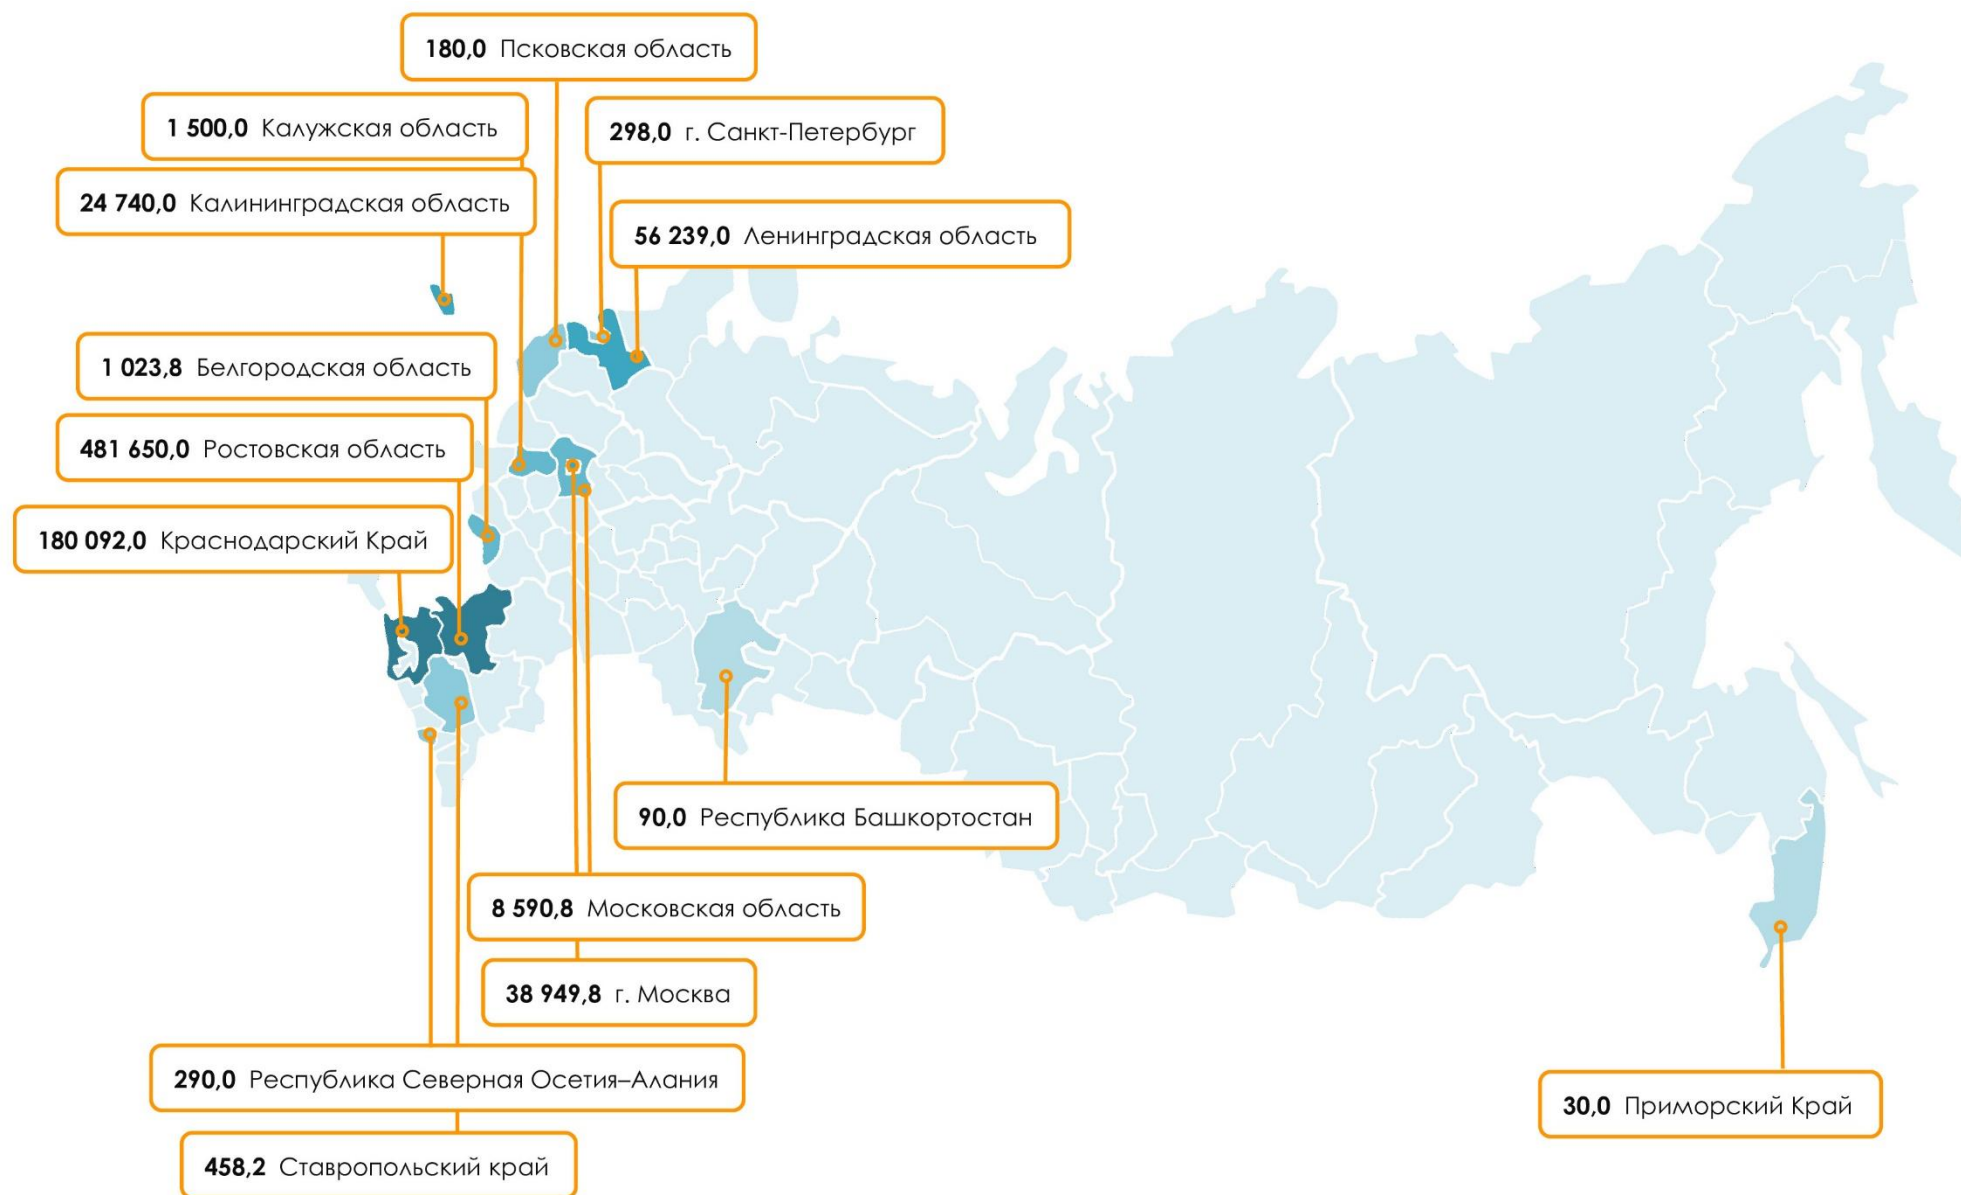 180,0 Псковская область
1 500,0 Калужская область
298,0 г. Санкт-Петербург
24 740,0 Калининградская область
56 239,0 Ленинградская область
1 023,8 Белгородская область
481 650,0 Ростовская область
180 092,0 Краснодарский Край
90,0 Республика Башкортостан
8 590,8 Московская область
38 949,8 г. Москва
290,0 Республика Северная Осетия–Алания
30,0 Приморский Край
458,2 Ставропольский край